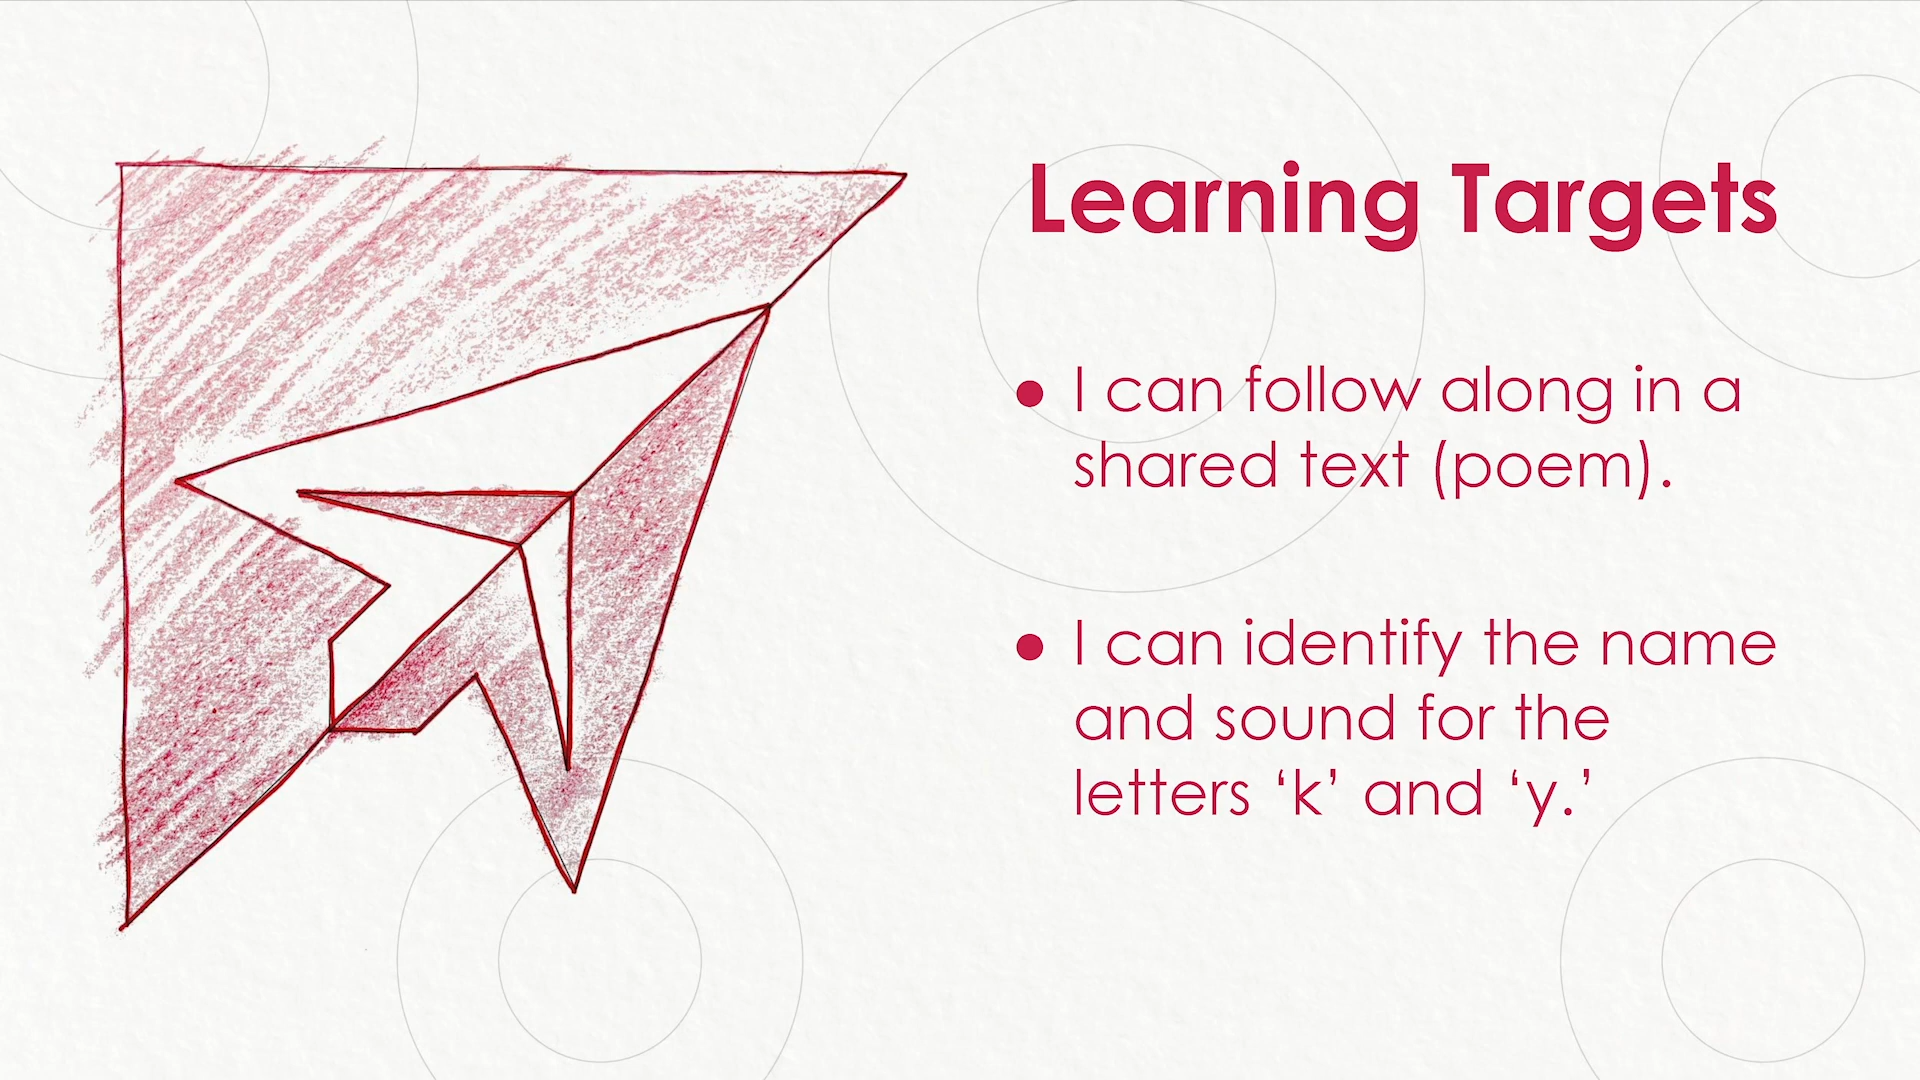 Learning Targets
● I can follow along in a
shared text (poem).
● I can identify the name
and sound for the
letters ‘k’ and ‘y.’